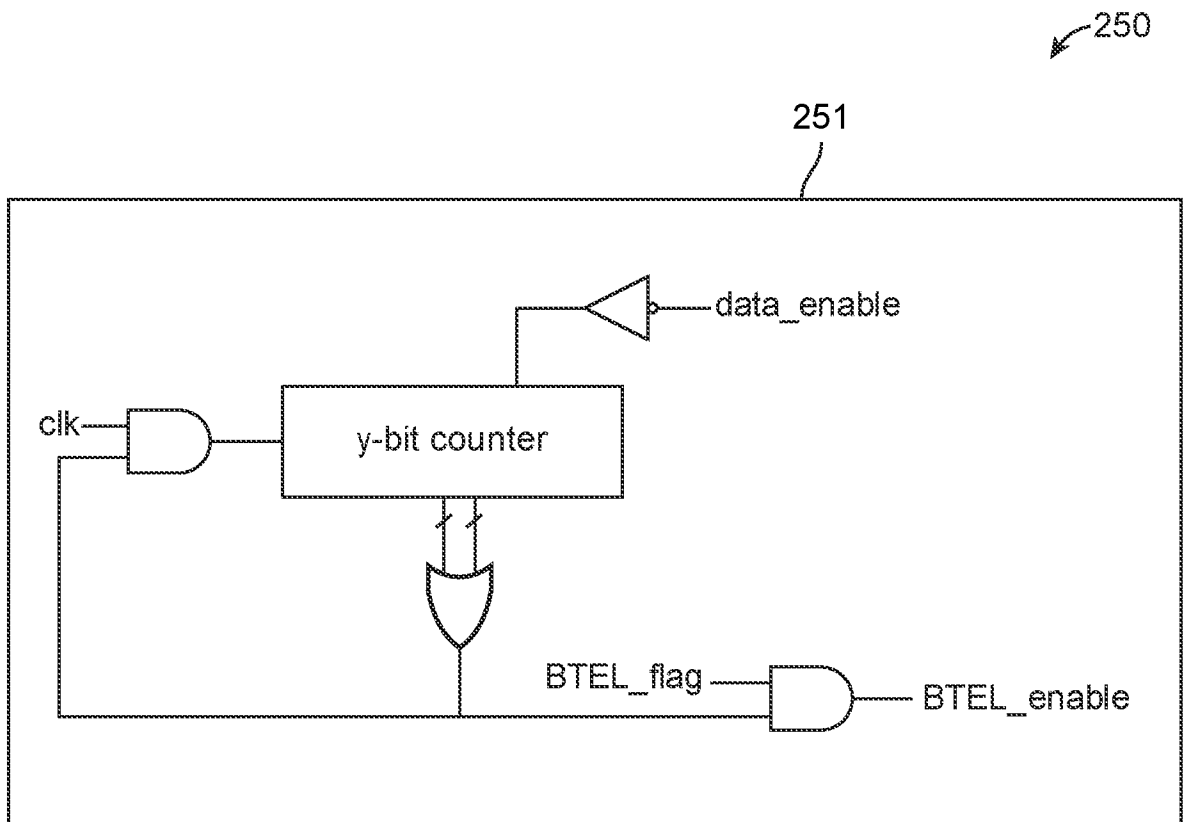 250
251
data_enable
clk
y-bit counter
BTEL_flag
BTEL_enable